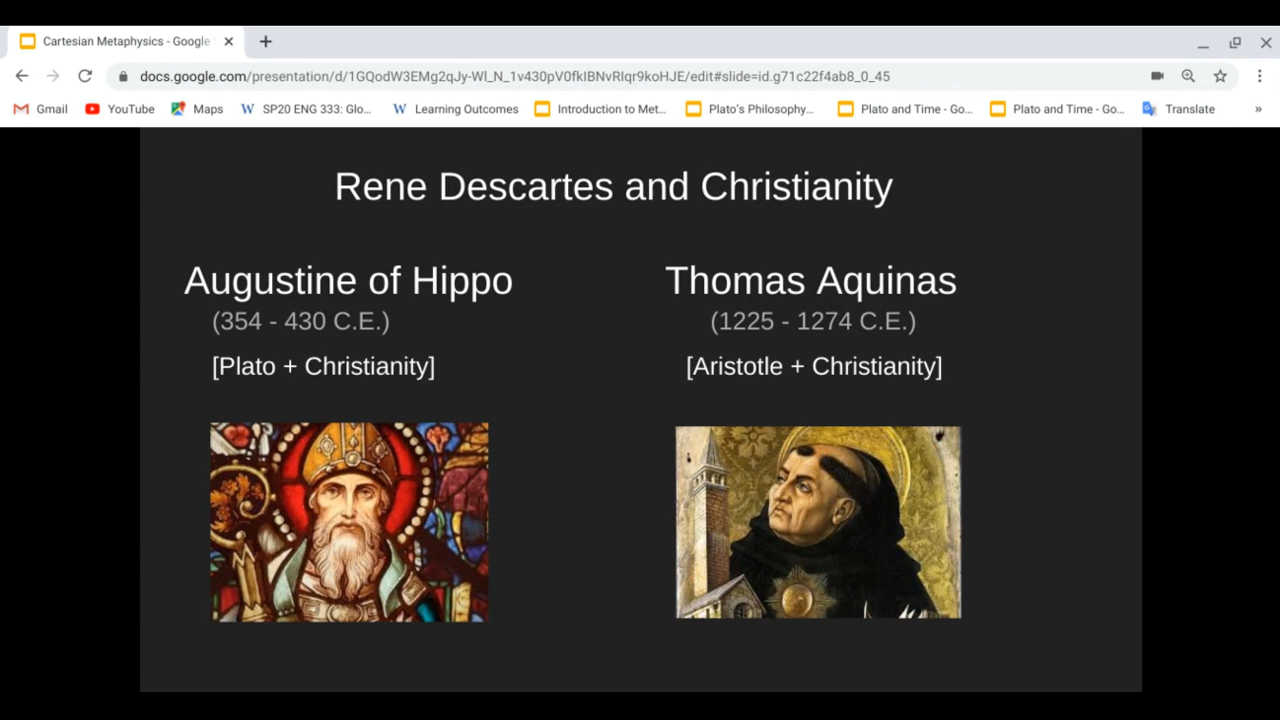 Cartesian Metaphysics - Google
docs.google.com/presentation/d/1GQodW3EMg2qJy-Wl_N_1v430pV0fkIBNvRIqr9koHJE/edit#slide=id.g71c22f4ab8_0_45
Gmail YouTube Maps SP20 ENG 333: Glo... Learning Outcomes Introduction to Met... Plato's Philosophy... Plato and Time - Go... Plato and Time - Go... Translate »
Rene Descartes and Christianity
Augustine of Hippo
(354 - 430 C.E.)
[Plato + Christianity]
Thomas Aquinas
(1225 - 1274 C.E.)
[Aristotle + Christianity]